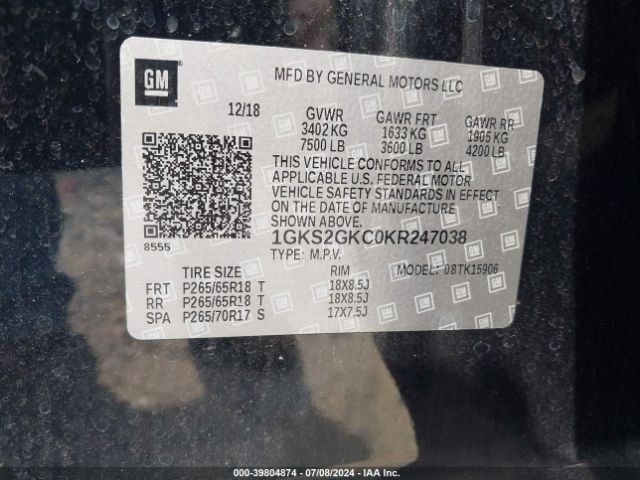 GM
MFD BY GENERAL MOTORS LLC
12/18 GVWR GAWR FRT GAWR RR
3402 KG 1633 KG 1905 KG
7500 LB 3600 LB 4200 LB
THIS VEHICLE CONFORMS TO ALL
APPLICABLE U.S. FEDERAL MOTOR
VEHICLE SAFETY STANDARDS IN EFFECT
ON THE DATE OF MANUFACTURE
SHOWN ABOVE.
8555
1GKS2GKC0KR247038
TYPE: M.P.V. MODEL: 08TK15906
TIRE SIZE RIM
FRT P265/65R18 T 18X8.5J
RR P265/65R18 T 18X8.5J
SPA P265/70R17 S 17X7.5J
000-39804874 | 07/08/2024 | IAA Inc.